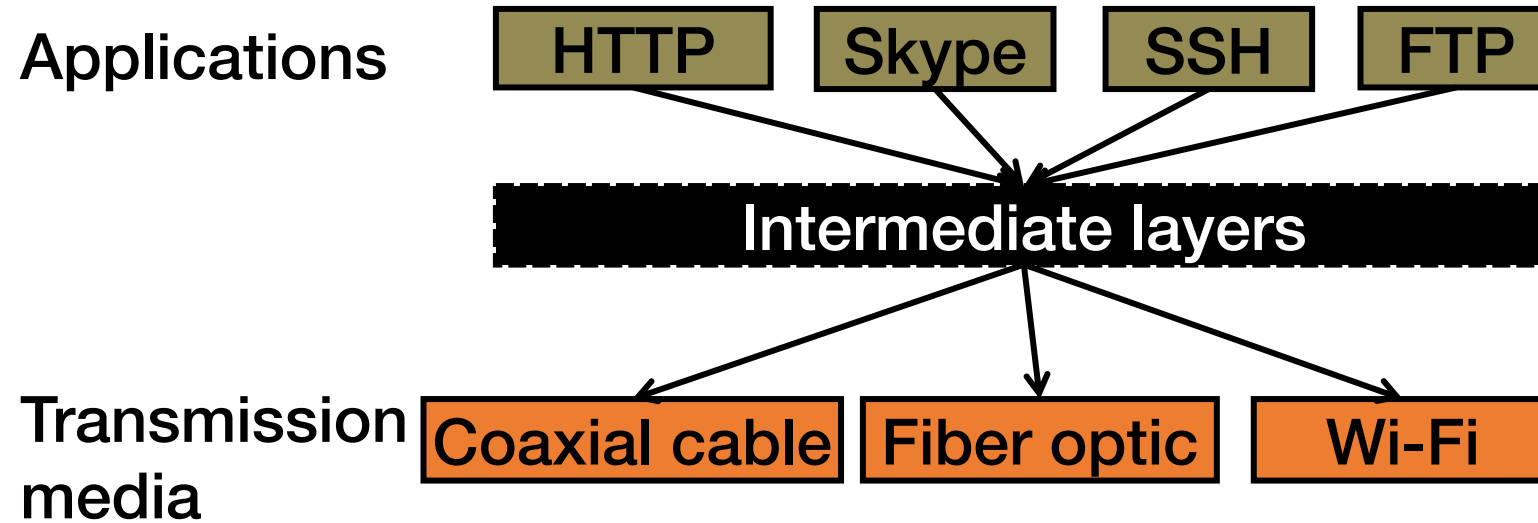 Applications
HTTP
Skype
SSH
FTP
Intermediate layers
Transmission
media
Coaxial cable
Fiber optic
Wi-Fi